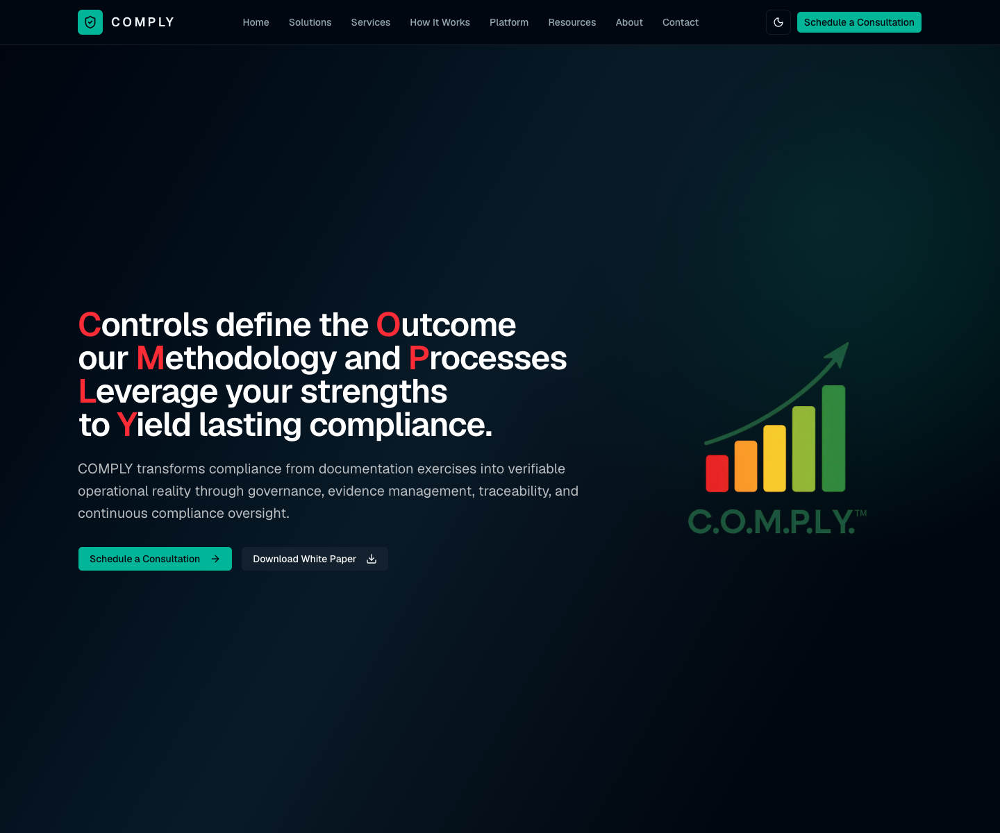 COMPLY
Home
Solutions
Services
How It Works
Platform
Resources
About
Contact
Schedule a Consultation
Controls define the Outcome
our Methodology and Processes
Leverage your strengths
to Yield lasting compliance.
COMPLY transforms compliance from documentation exercises into verifiable
operational reality through governance, evidence management, traceability, and
continuous compliance oversight.
Schedule a Consultation
Download White Paper
C.O.M.P.L.Y.™